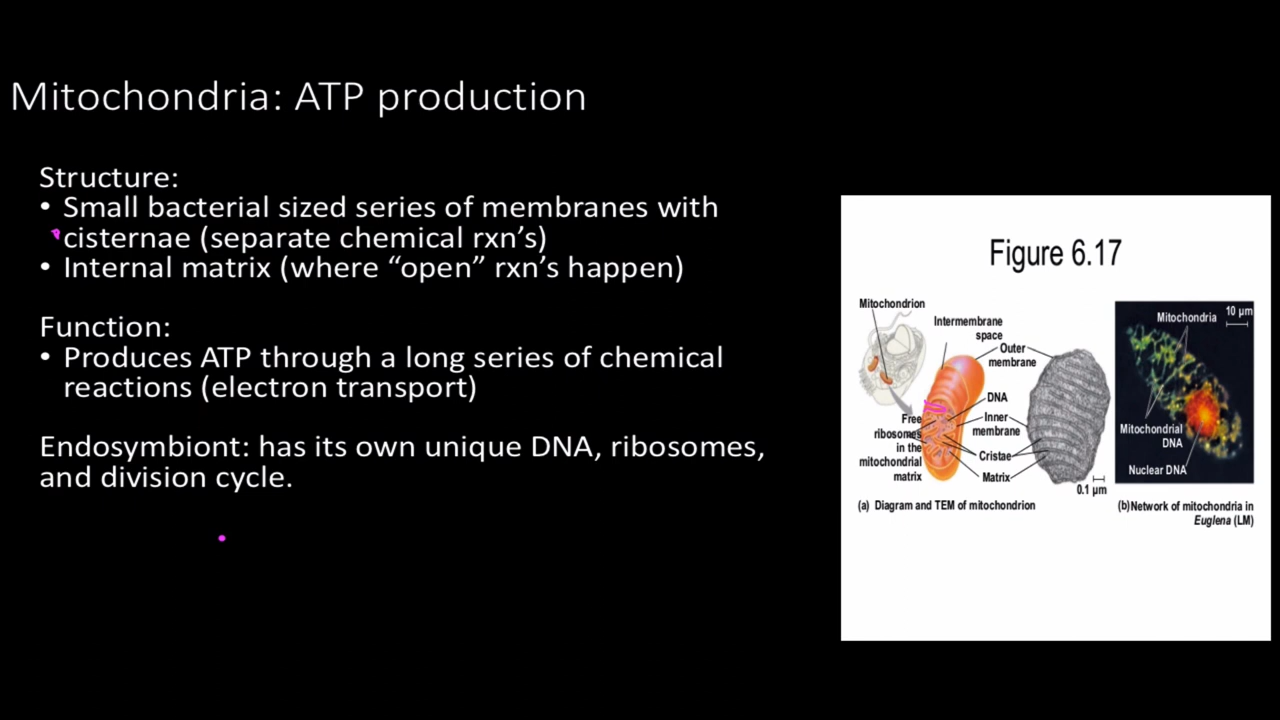 Mitochondria: ATP production
Structure:
• Small bacterial sized series of membranes with
cisternae (separate chemical rxn's)
• Internal matrix (where “open” rxn's happen)
Function:
• Produces ATP through a long series of chemical
reactions (electron transport)
Endosymbiont: has its own unique DNA, ribosomes,
and division cycle.
Figure 6.17
Mitochondrion
Intermembrane
space
Outer
membrane
DNA
Inner
membrane
Free
ribosomes
in the
mitochondrial
matrix
Cristae
Matrix
0.1 µm
(a) Diagram and TEM of mitochondrion
10 µm
Mitochondria
Mitochondrial
DNA
Nuclear DNA
(b)Network of mitochondria in
Euglena (LM)